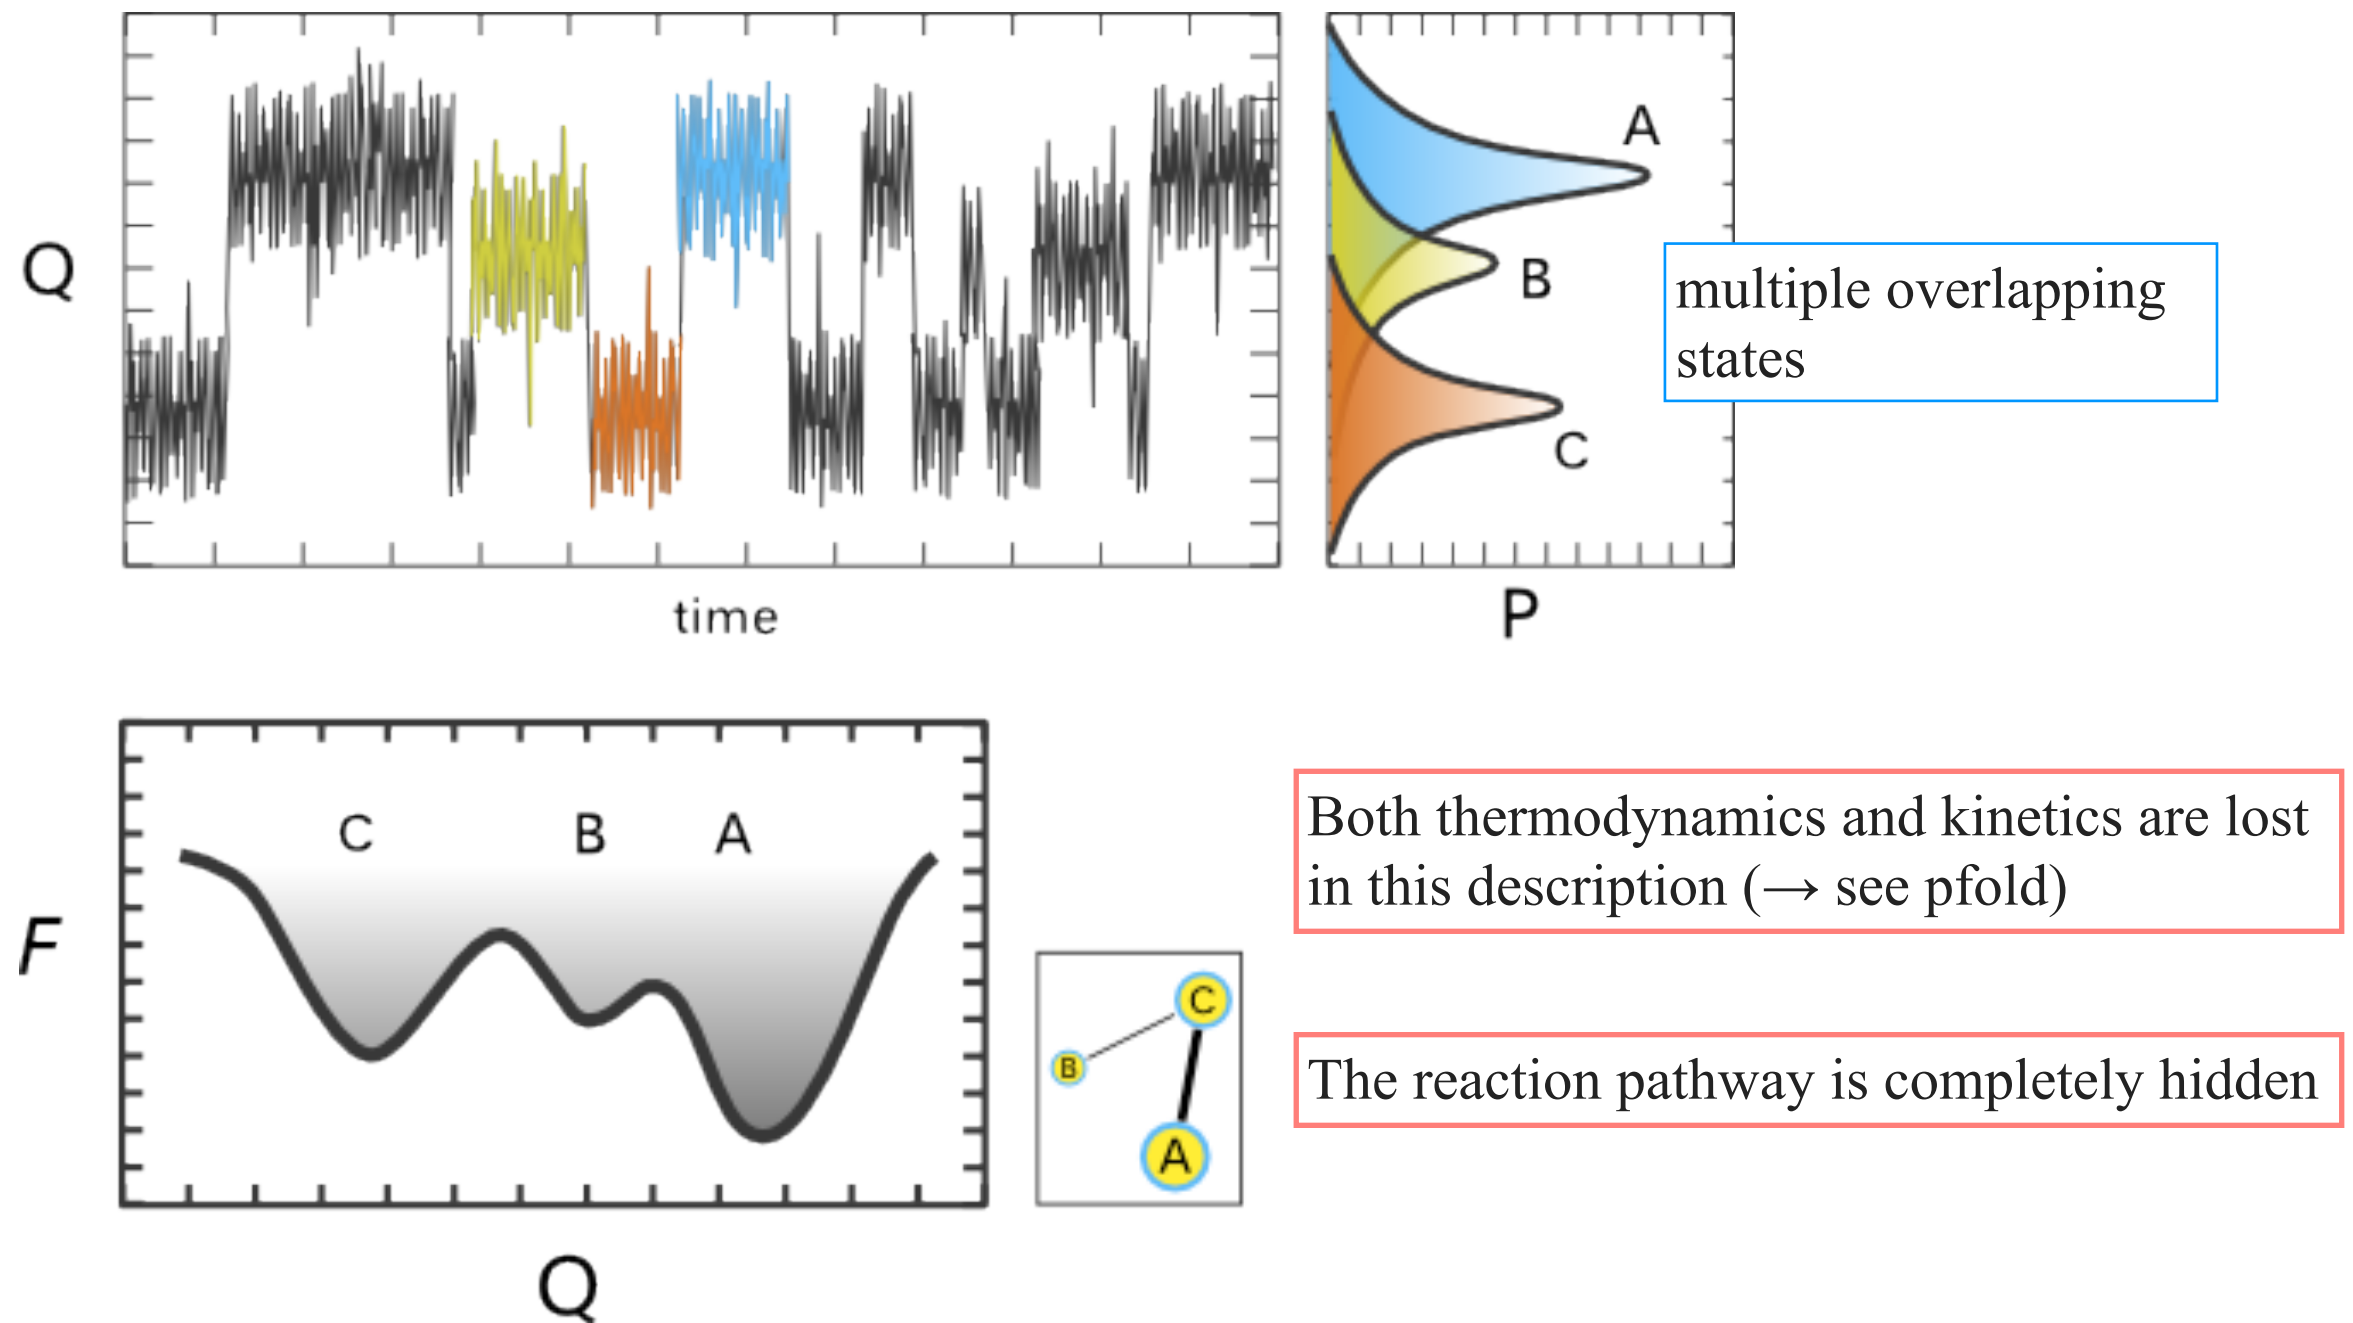 Q
time
A
B
C
P
multiple overlapping
states
F
C
B
A
Q
C
B
A
Both thermodynamics and kinetics are lost
in this description (→ see pfold)
The reaction pathway is completely hidden